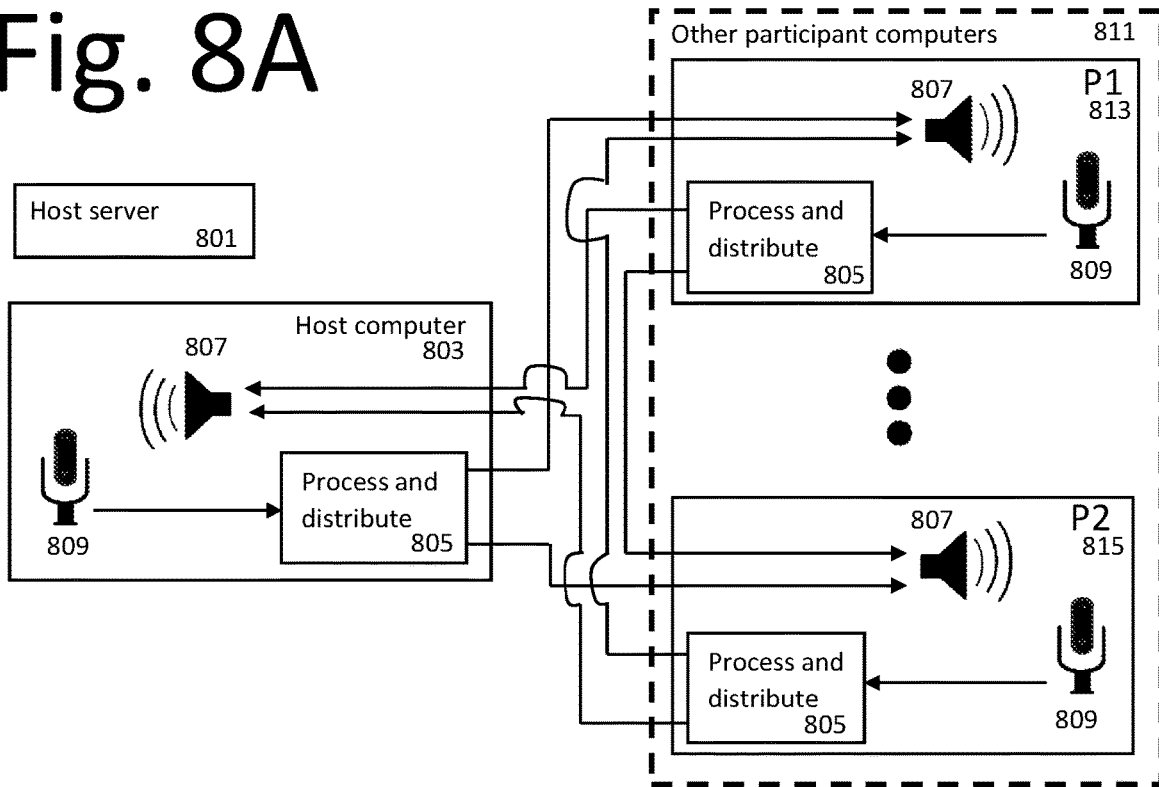 Fig. 8A
Other participant computers 811
807
P1
813
Host server
801
Process and
distribute
805
809
Host computer
803
807
Process and
distribute
805
809
807
P2
815
Process and
distribute
805
809